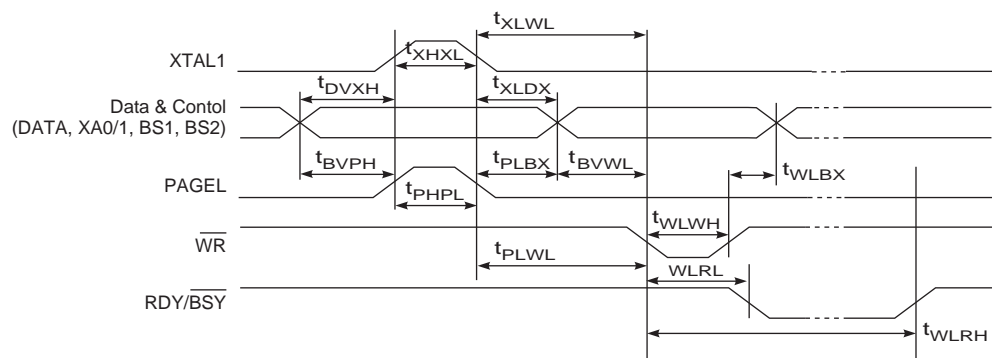 tXLWL
XTAL1
tXHXL
tDVXH
tXLDX
Data & Contol
(DATA, XA0/1, BS1, BS2)
tBVPH
tPLBX
tBVWL
tWLBX
PAGEL
tPHPL
tWLWH
WR
tPLWL
WLRL
RDY/BSY
tWLRH